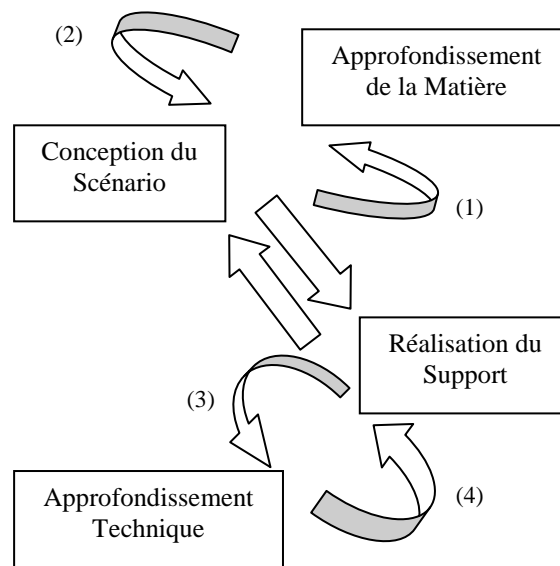 (2)
Approfondissement
de la Matière
Conception du
Scénario
(1)
Réalisation du
Support
(3)
Approfondissement
Technique
(4)